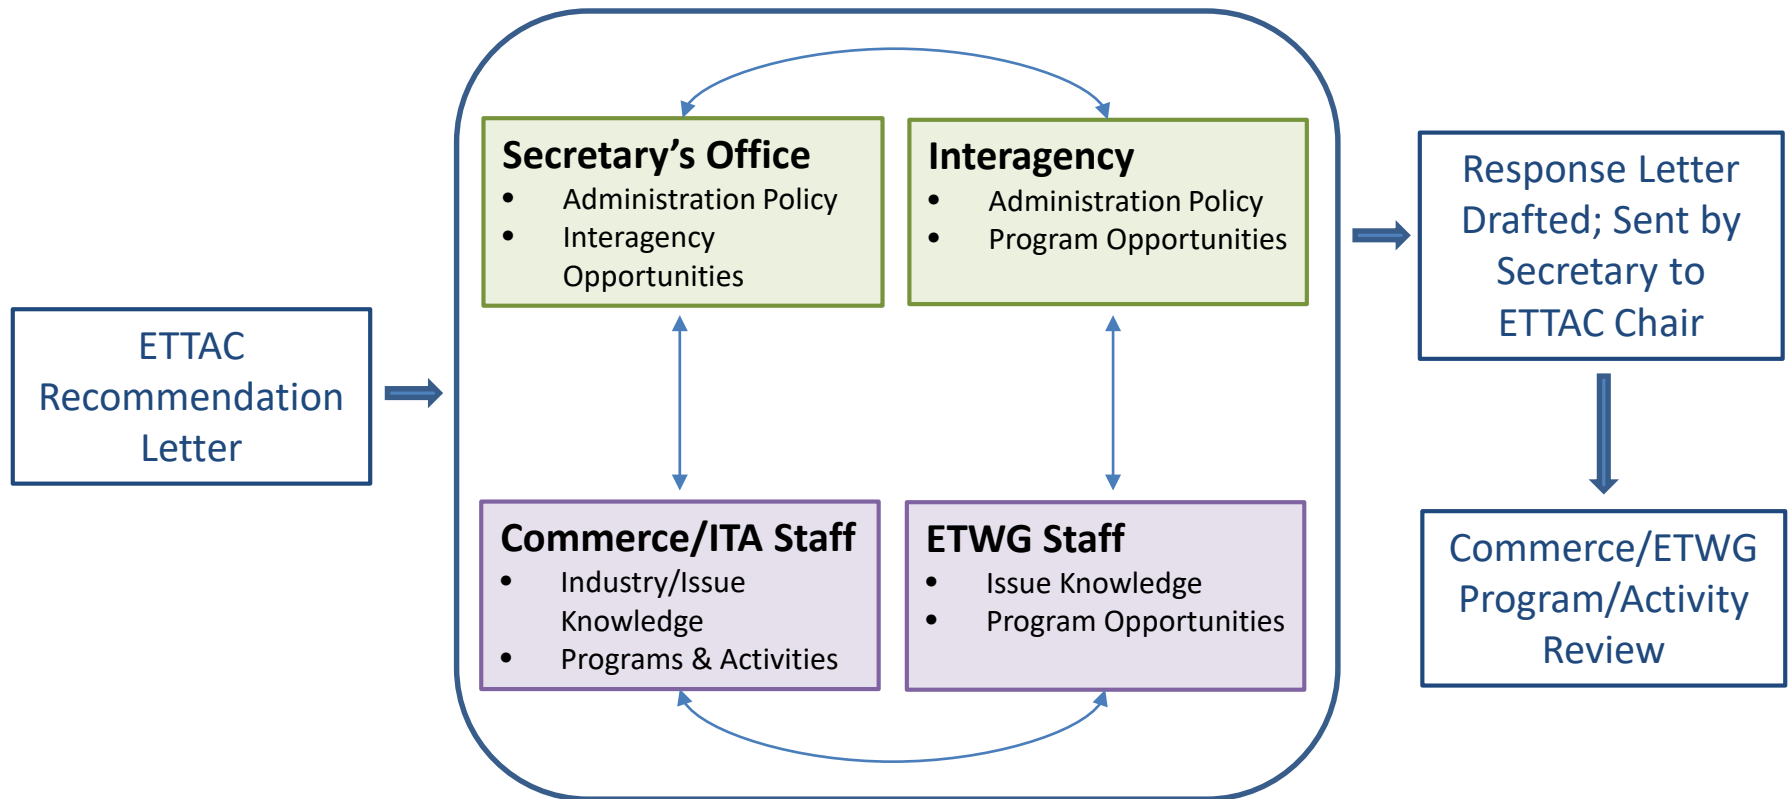 ETTAC
Recommendation
Letter
Secretary’s Office
• Administration Policy
• Interagency
Opportunities
Interagency
• Administration Policy
• Program Opportunities
Commerce/ITA Staff
• Industry/Issue
Knowledge
• Programs & Activities
ETWG Staff
• Issue Knowledge
• Program Opportunities
Response Letter
Drafted; Sent by
Secretary to
ETTAC Chair
Commerce/ETWG
Program/Activity
Review